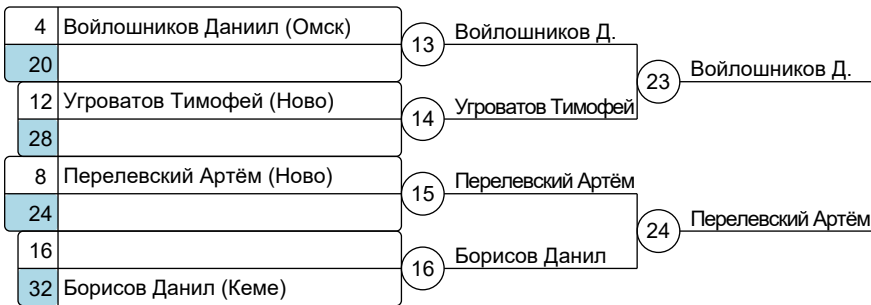 4 Войлошников Даниил (Омск)
20
13 Войлошников Д.
12 Угроватов Тимофей (Ново)
28
14 Угроватов Тимофей
23 Войлошников Д.
8 Перелевский Артём (Ново)
24
15 Перелевский Артём
16
32 Борисов Данил (Кеме)
16 Борисов Данил
24 Перелевский Артём